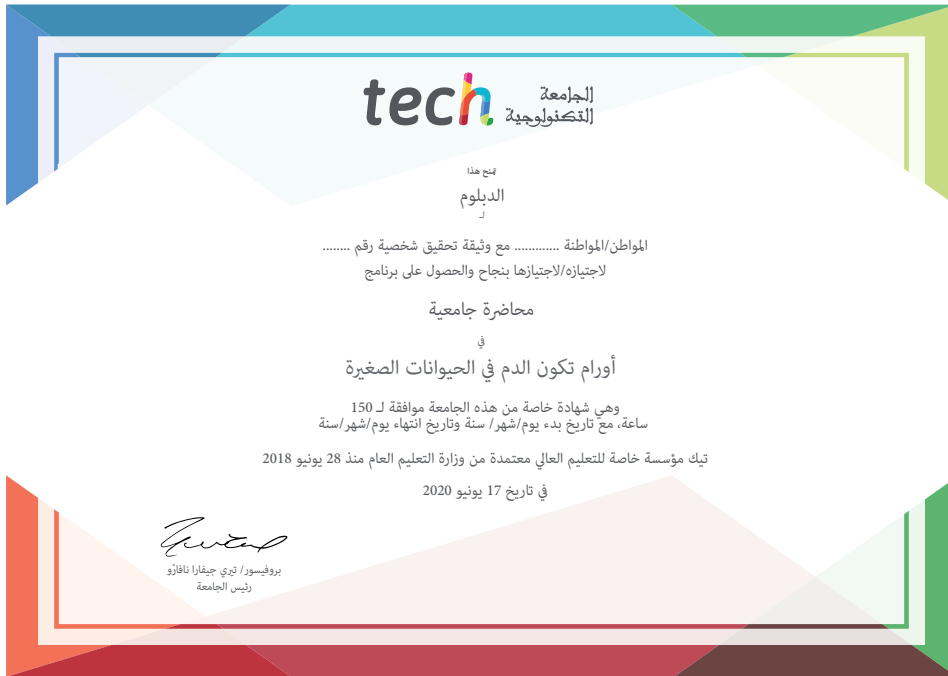 tech الجامعة
التكنولوجية
تمنح هذا
الدبلوم
لـ
المواطن/المواطنة ............. مع وثيقة تحقيق شخصية رقم ........
لاجتيازه/لاجتيازها بنجاح والحصول على برنامج
محاضرة جامعية
في
أورام تكون الدم في الحيوانات الصغيرة
وهي شهادة خاصة من هذه الجامعة موافقة لـ 150
ساعة، مع تاريخ بدء يوم/شهر/ سنة وتاريخ انتهاء يوم/شهر/سنة
تيك مؤسسة خاصة للتعليم العالي معتمدة من وزارة التعليم العام منذ 28 يونيو 2018
في تاريخ 17 يونيو 2020
بروفيسور/ تيري جيفارا نافارّو
رئيس الجامعة